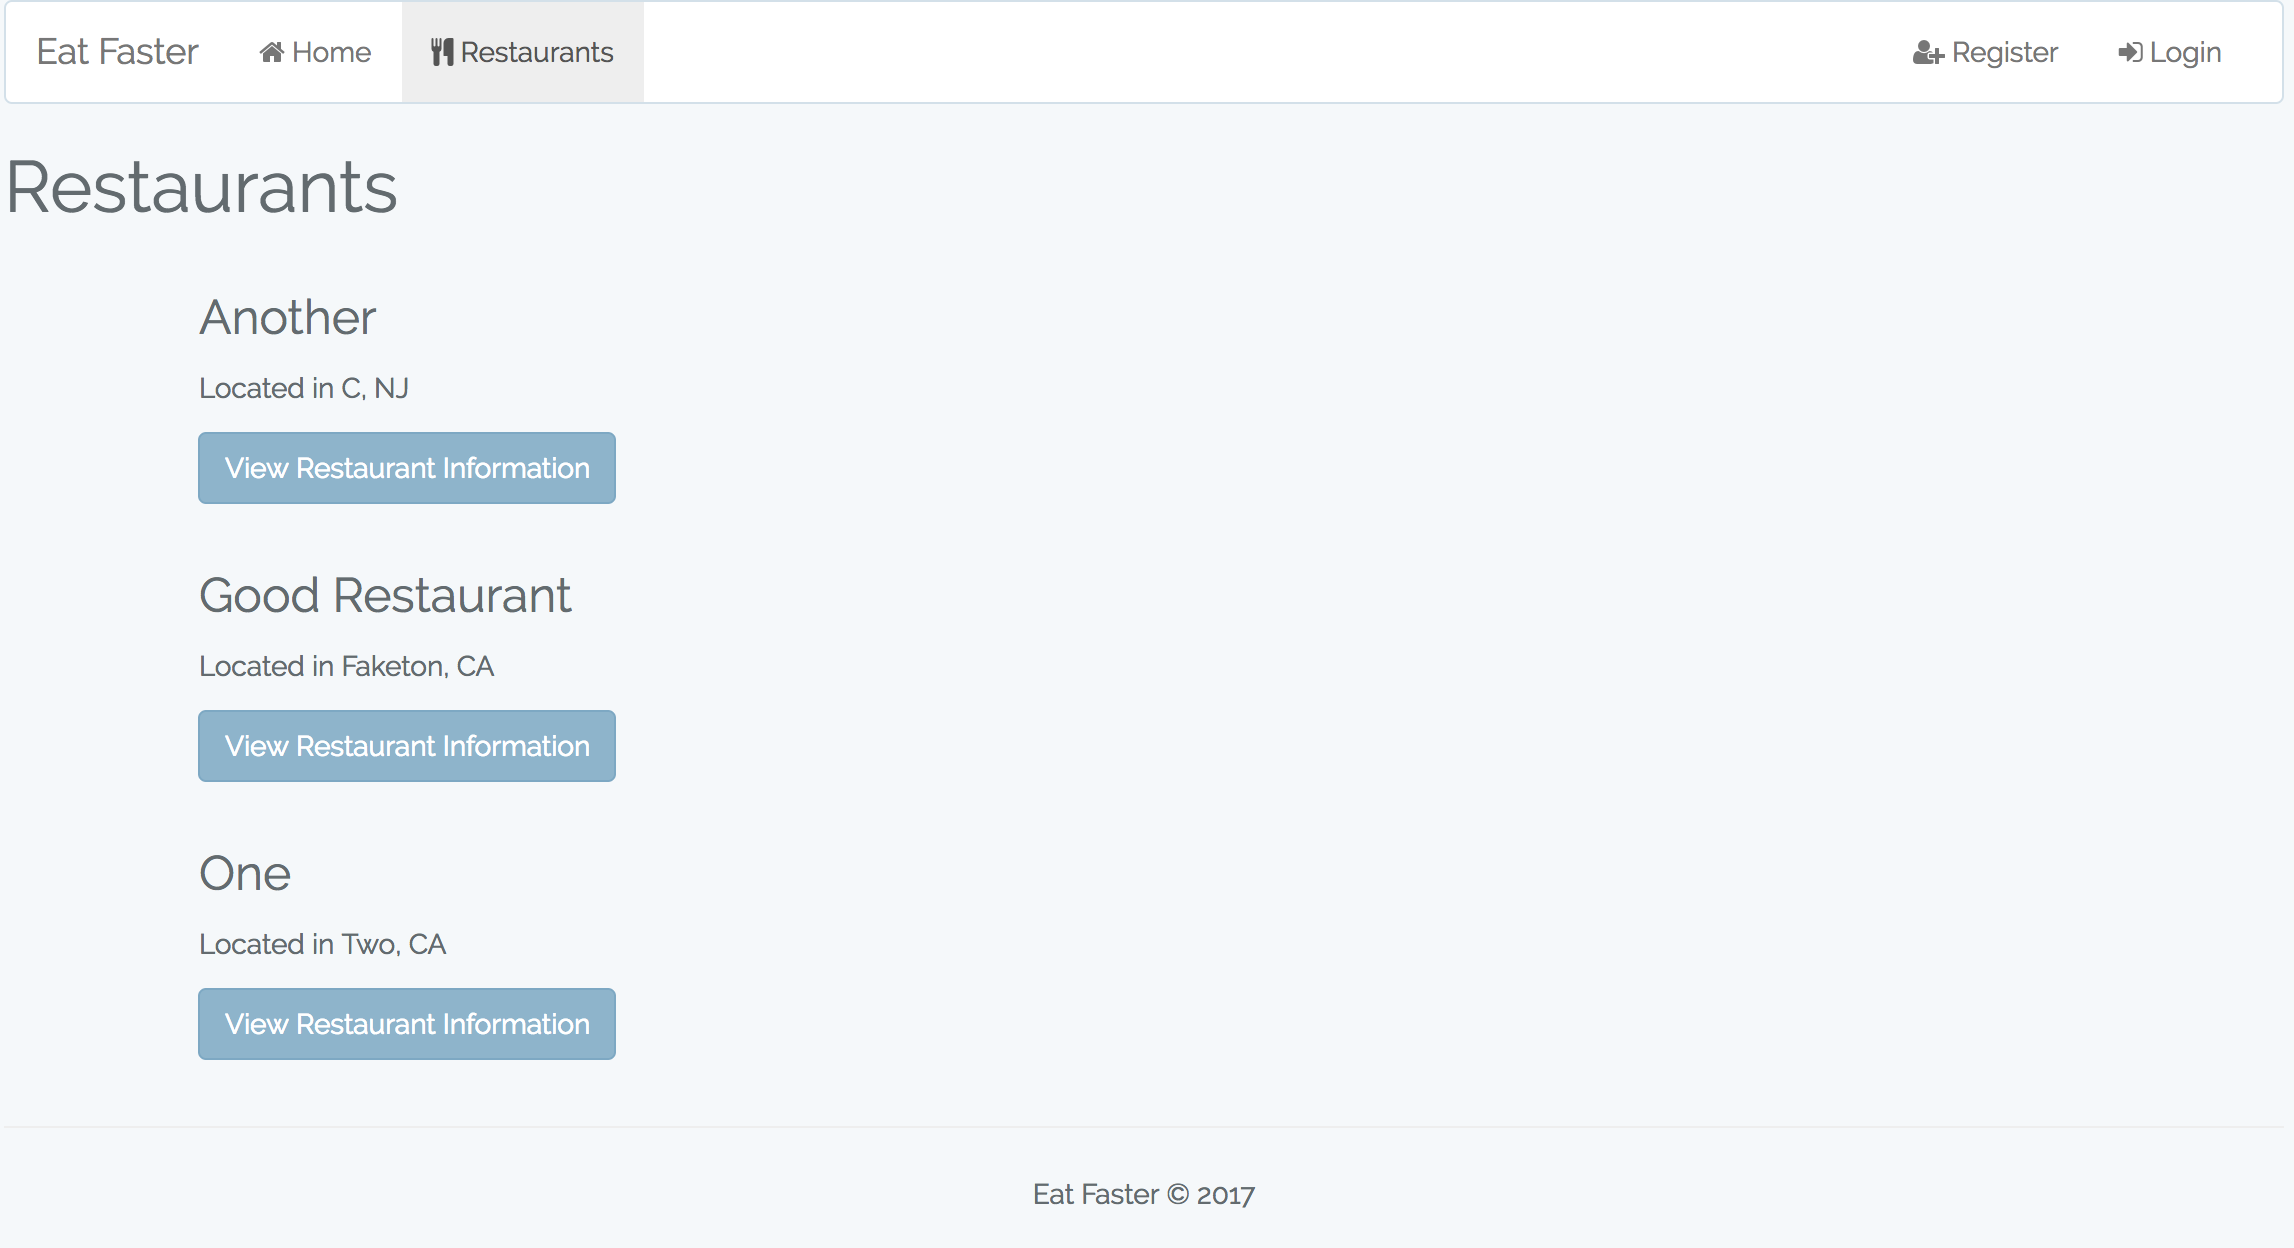 Eat Faster Home Restaurants Register Login
Restaurants
Another
Located in C, NJ
View Restaurant Information
Good Restaurant
Located in Faketon, CA
View Restaurant Information
One
Located in Two, CA
View Restaurant Information
Eat Faster © 2017